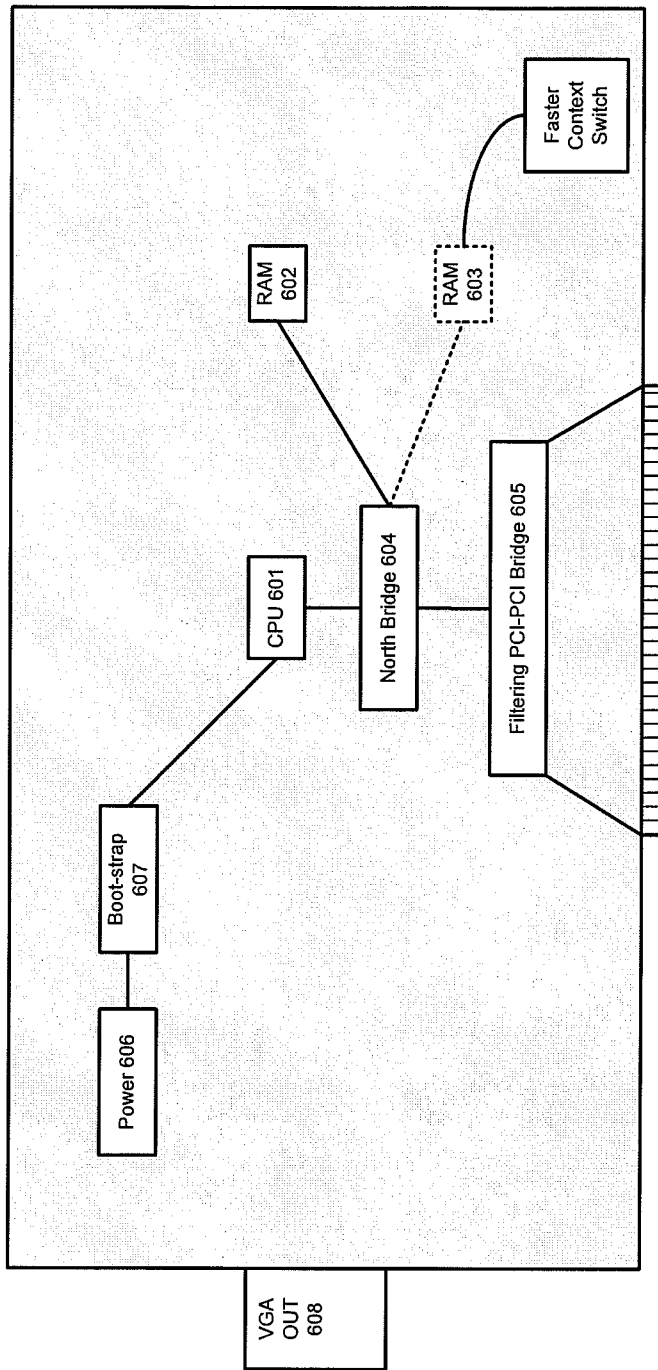 Power 606
Boot-strap
607
CPU 601
RAM
602
North Bridge 604
RAM
603
Filtering PCI-PCI Bridge 605
Faster
Context
Switch
VGA
OUT
608